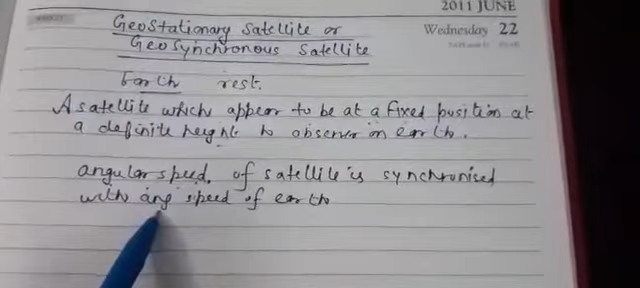 2011 JUNE
Wednesday 22
GeoStationary Satellite or
GeoSynchronous Satellite
Earth rest.
A satellite which appear to be at a fixed position at
a definite height to observer on earth.
angular speed of satellite is synchronised
with ang speed of earth